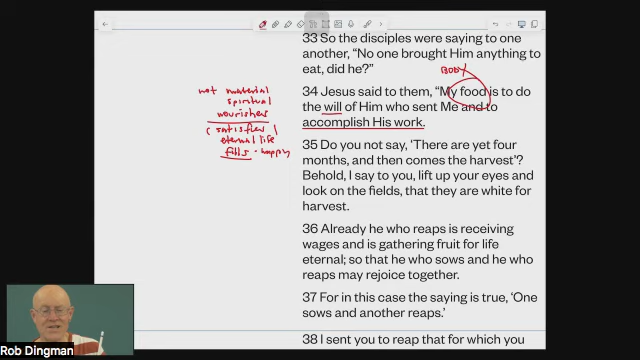 33 So the disciples were saying to one
another, “No one brought Him anything to
eat, did he?”
BODY
34 Jesus said to them, “My food is to do
the will of Him who sent Me and to
accomplish His work.
not material
spiritual
nourishes
( satisfies )
eternal life
fills - happy
35 Do you not say, ‘There are yet four
months, and then comes the harvest’?
Behold, I say to you, lift up your eyes and
look on the fields, that they are white for
harvest.
36 Already he who reaps is receiving
wages and is gathering fruit for life
eternal; so that he who sows and he who
reaps may rejoice together.
37 For in this case the saying is true, ‘One
sows and another reaps.’
38 I sent you to reap that for which you
Rob Dingman